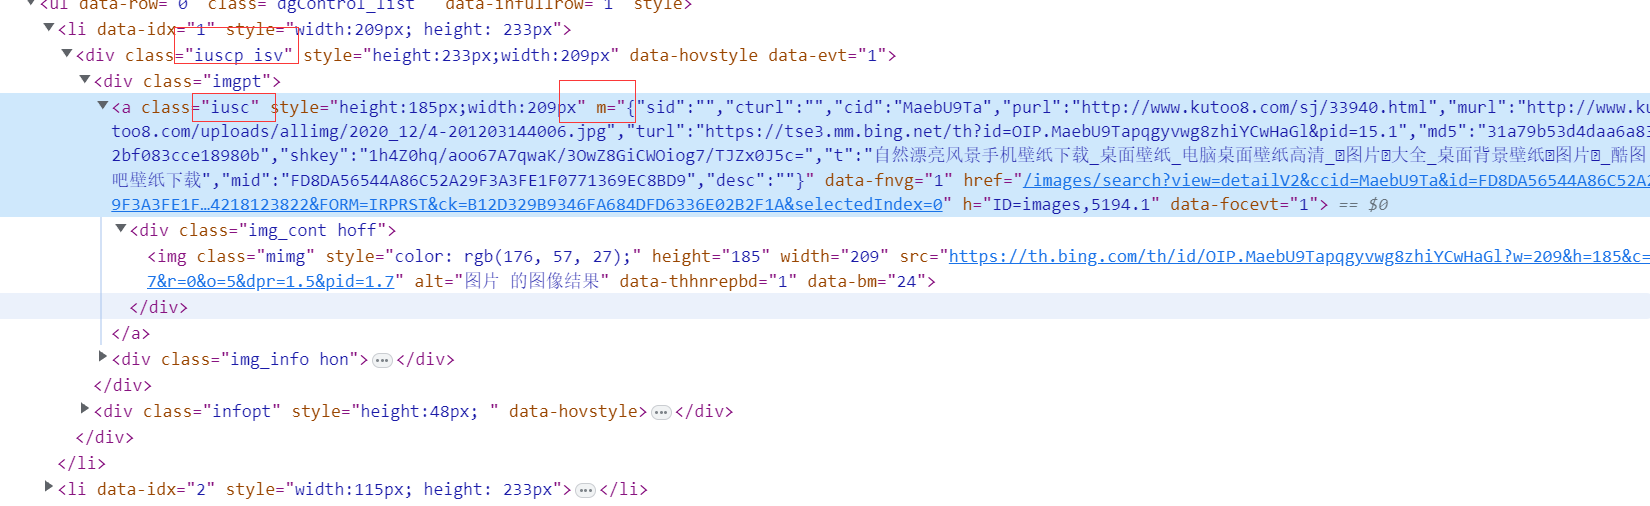 <ul data-row="0" class="dgControl_list" data-infullrow="1" style>
<li data-idx="1" style="width:209px; height: 233px">
<div class="iuscp isv" style="height:233px;width:209px" data-hovstyle data-evt="1">
<div class="imgpt">
<a class="iusc" style="height:185px;width:209px" m="{"sid":"","cturl":"","cid":"MaebU9Ta","purl":"http://www.kutoo8.com/sj/33940.html","murl":"http://www.ku
too8.com/uploads/allimg/2020_12/4-201203144006.jpg","turl":"https://tse3.mm.bing.net/th?id=OIP.MaebU9Tapqgyvwg8zhiYCwHaGl&pid=15.1","md5":"31a79b53d4daa6a83
2bf083cce18980b","shkey":"1h4Z0hq/aoo67A7qwaK/3OwZ8GiCWOiog7/TJZx0J5c=","t":"自然漂亮风景手机壁纸下载_桌面壁纸_电脑桌面壁纸高清_图片大全_桌面背景壁纸图片_酷图
吧壁纸下载","mid":"FD8DA56544A86C52A29F3A3FE1F0771369EC8BD9","desc":""}" data-fnvg="1" href="/images/search?view=detailV2&ccid=MaebU9Ta&id=FD8DA56544A86C52A2
9F3A3FE1F…4218123822&FORM=IRPRST&ck=B12D329B9346FA684DFD6336E02B2F1A&selectedIndex=0" h="ID=images,5194.1" data-focevt="1"> == $0
<div class="img_cont hoff">
<img class="mimg" style="color: rgb(176, 57, 27);" height="185" width="209" src="https://th.bing.com/th/id/OIP.MaebU9Tapqgyvwg8zhiYCwHaGl?w=209&h=185&c=
7&r=0&o=5&dpr=1.5&pid=1.7" alt="图片 的图像结果" data-thhnrepbd="1" data-bm="24">
</div>
</a>
<div class="img_info hon">…</div>
</div>
<div class="infopt" style="height:48px; " data-hovstyle>…</div>
</div>
</li>
<li data-idx="2" style="width:115px; height: 233px">…</li>